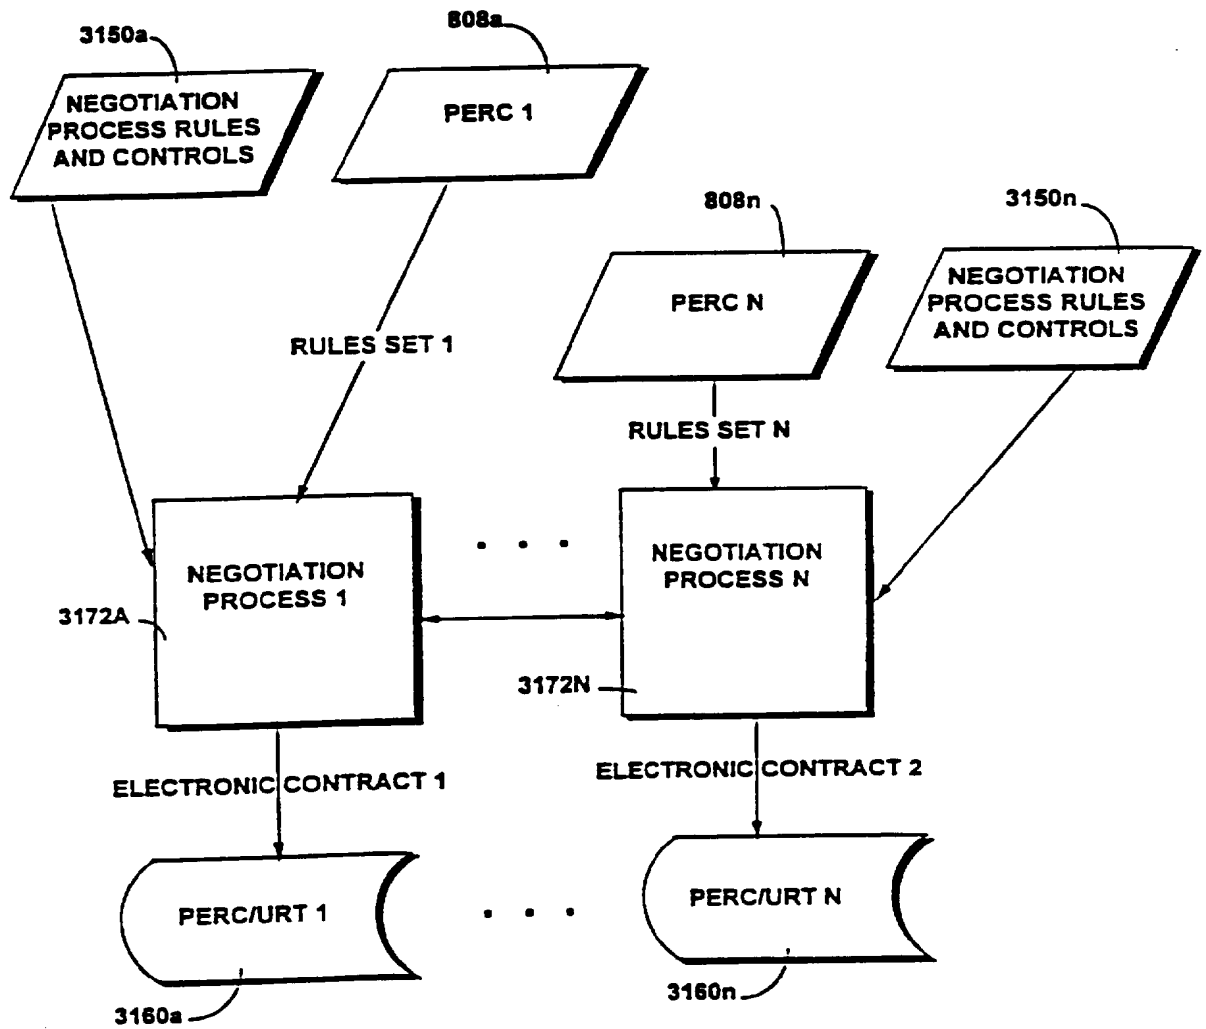 3150a
808a
NEGOTIATION
PROCESS RULES
AND CONTROLS
PERC 1
808n
3150n
PERC N
NEGOTIATION
PROCESS RULES
AND CONTROLS
RULES SET 1
RULES SET N
NEGOTIATION
PROCESS 1
NEGOTIATION
PROCESS N
3172A
3172N
ELECTRONIC CONTRACT 1
ELECTRONIC CONTRACT 2
PERC/URT 1
PERC/URT N
3160a
3160n